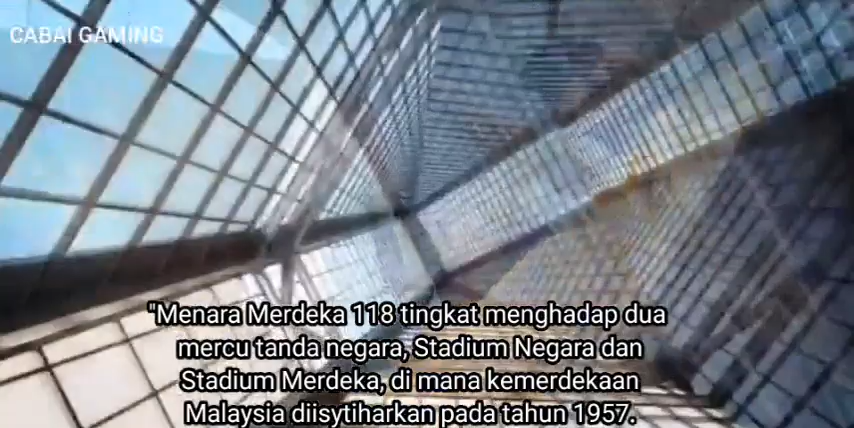 CABAI GAMING
"Menara Merdeka 118 tingkat menghadap dua
mercu tanda negara, Stadium Negara dan
Stadium Merdeka, di mana kemerdekaan
Malaysia diisytiharkan pada tahun 1957.